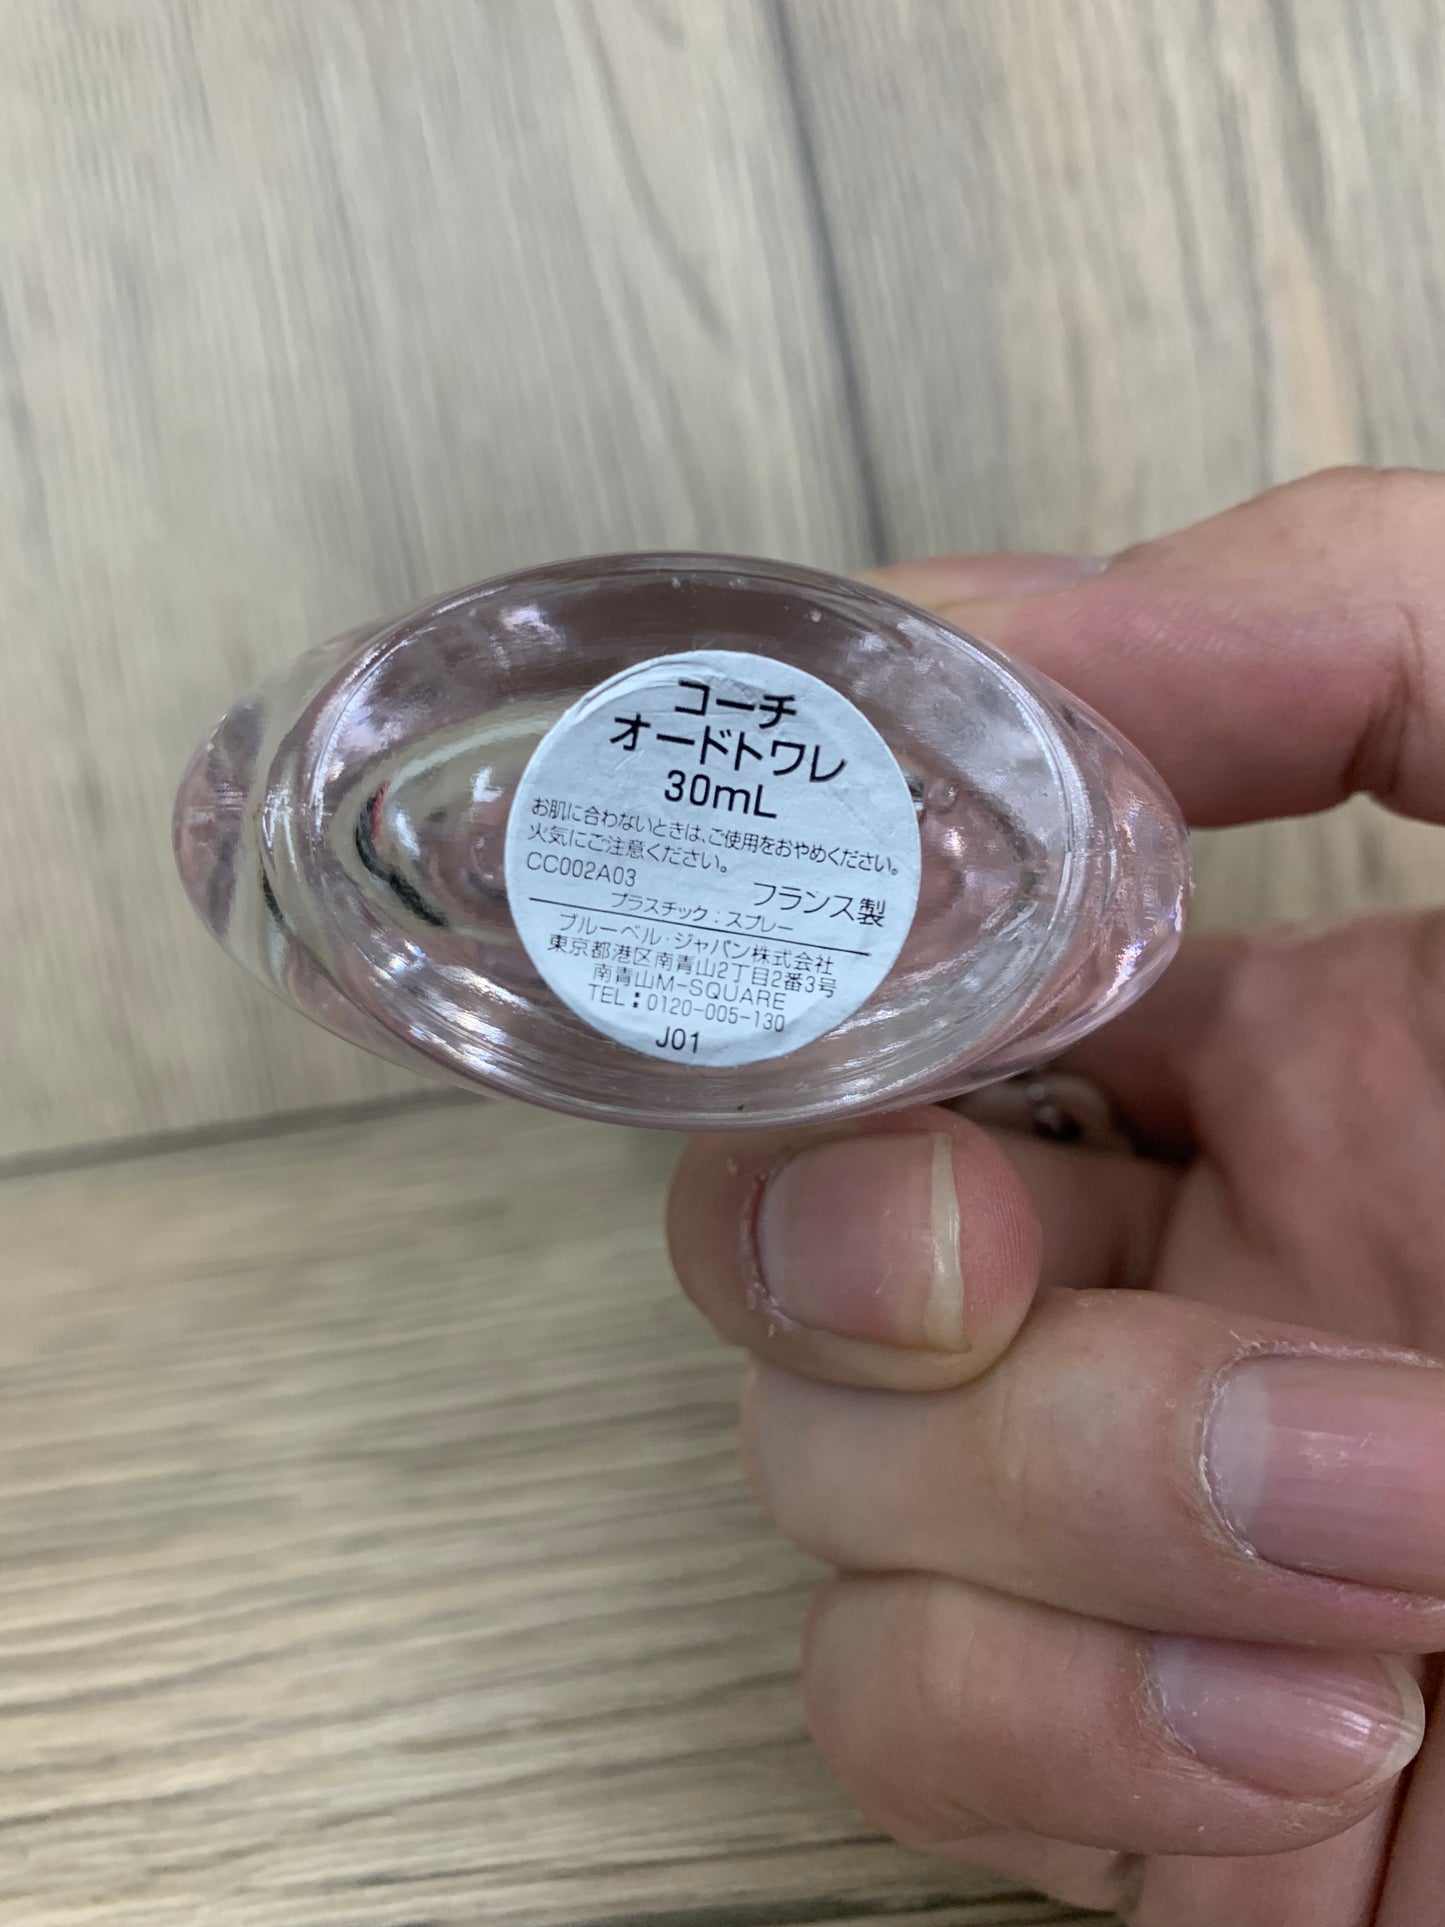 コーチ
オードトワレ
30mL
お肌に合わないときは、ご使用をおやめください。
火気にご注意ください。
CC002A03
フランス製
プラスチック：スプレー
ブルーベル・ジャパン株式会社
東京都港区南青山2丁目2番3号
南青山M-SQUARE
TEL：0120-005-130
J01